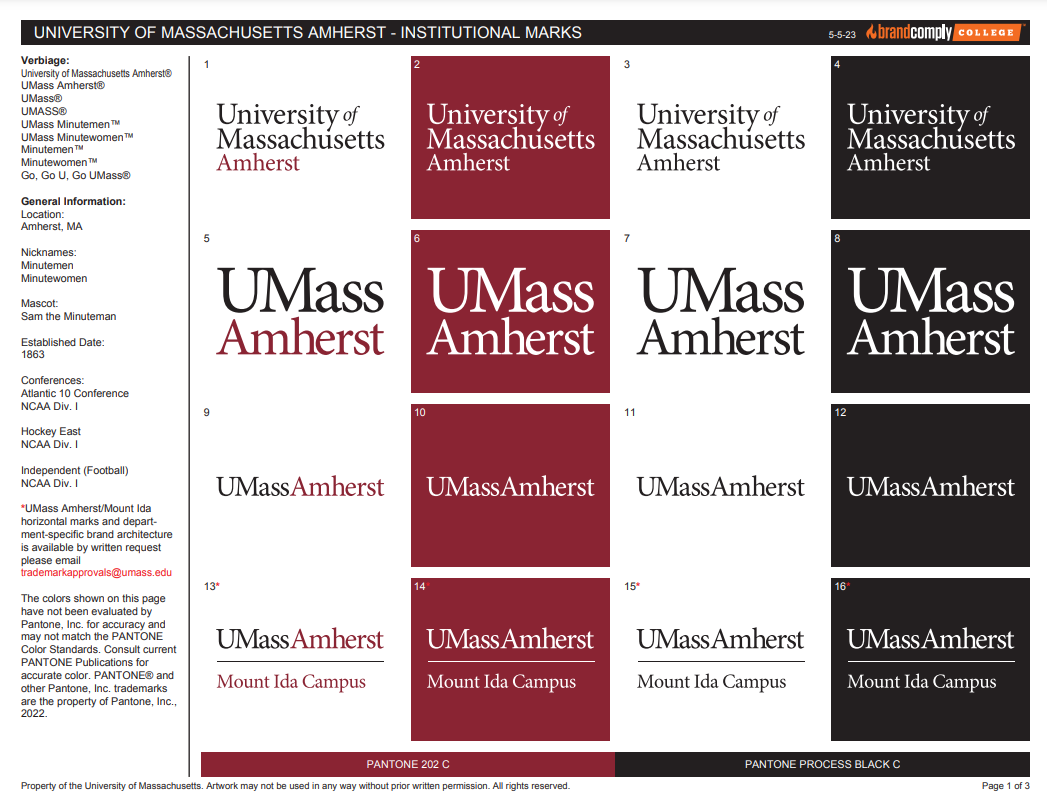 UNIVERSITY OF MASSACHUSETTS AMHERST - INSTITUTIONAL MARKS
5-5-23
brandcomply COLLEGE
Verbiage:
University of Massachusetts Amherst®
UMass Amherst®
UMass®
UMASS®
UMass Minutemen™
UMass Minutewomen™
Minutemen™
Minutewomen™
Go, Go U, Go UMass®
General Information:
Location:
Amherst, MA
Nicknames:
Minutemen
Minutewomen
Mascot:
Sam the Minuteman
Established Date:
1863
Conferences:
Atlantic 10 Conference
NCAA Div. I
Hockey East
NCAA Div. I
Independent (Football)
NCAA Div. I
*UMass Amherst/Mount Ida
horizontal marks and depart-
ment-specific brand architecture
is available by written request
please email
trademarkapprovals@umass.edu
The colors shown on this page
have not been evaluated by
Pantone, Inc. for accuracy and
may not match the PANTONE
Color Standards. Consult current
PANTONE Publications for
accurate color. PANTONE® and
other Pantone, Inc. trademarks
are the property of Pantone, Inc.,
2022.
1
University of
Massachusetts
Amherst
2
University of
Massachusetts
Amherst
3
University of
Massachusetts
Amherst
4
University of
Massachusetts
Amherst
5
UMass
Amherst
6
UMass
Amherst
7
UMass
Amherst
8
UMass
Amherst
9
UMassAmherst
10
UMassAmherst
11
UMassAmherst
12
UMassAmherst
13*
UMassAmherst
Mount Ida Campus
14*
UMassAmherst
Mount Ida Campus
15*
UMassAmherst
Mount Ida Campus
16*
UMassAmherst
Mount Ida Campus
PANTONE 202 C
PANTONE PROCESS BLACK C
Property of the University of Massachusetts. Artwork may not be used in any way without prior written permission. All rights reserved.
Page 1 of 3